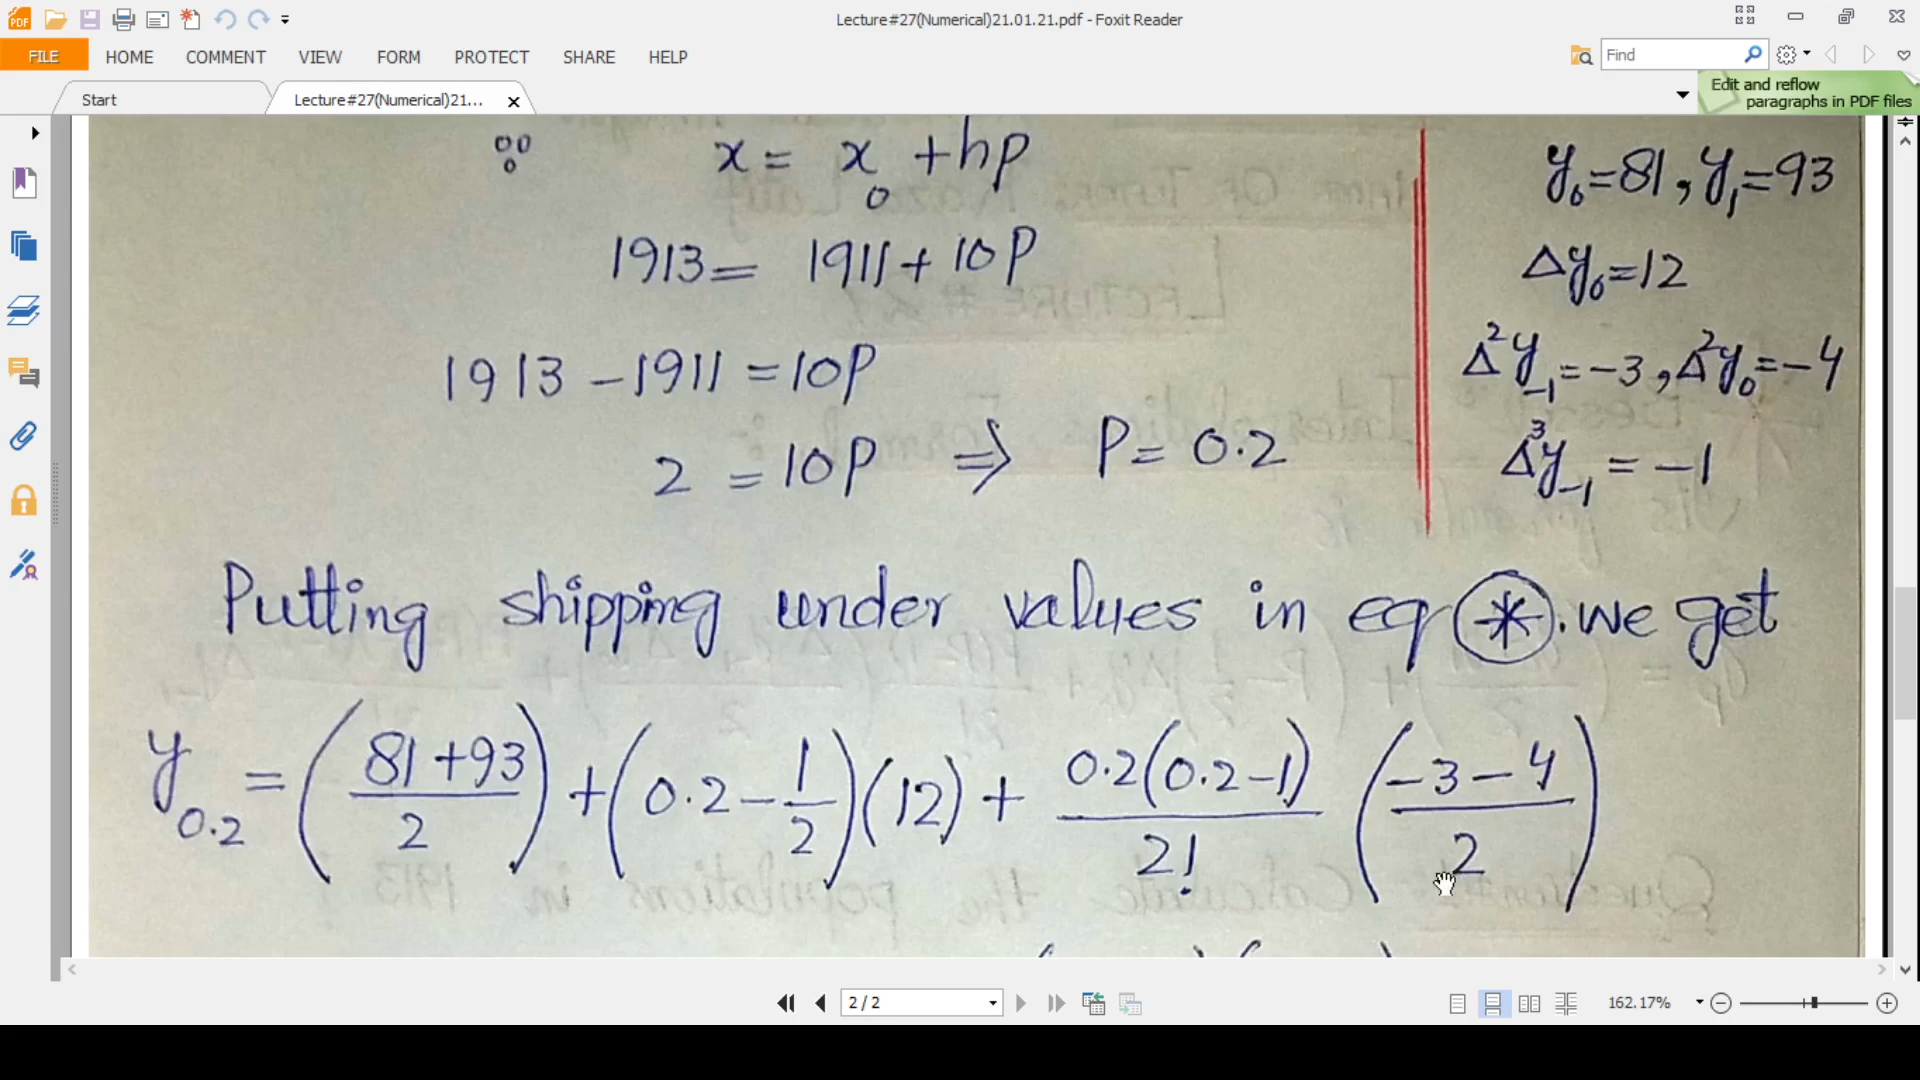 Lecture#27(Numerical)21.01.21.pdf - Foxit Reader
FILE HOME COMMENT VIEW FORM PROTECT SHARE HELP
Find
Start Lecture#27(Numerical)21...
Edit and reflow
paragraphs in PDF files
x = x₀ + hp
1913 = 1911 + 10P
1913 - 1911 = 10P
2 = 10P ⇒ P = 0.2
y₀ = 81, y₁ = 93
Δy₀ = 12
Δ²y₋₁ = -3, Δ²y₀ = -4
Δ³y₋₁ = -1
Putting shipping under values in eq (*). we get
y₀.₂ = (81+93/2) + (0.2 - 1/2)(12) + 0.2(0.2-1)/2! (-3-4/2)
2 / 2
162.17%